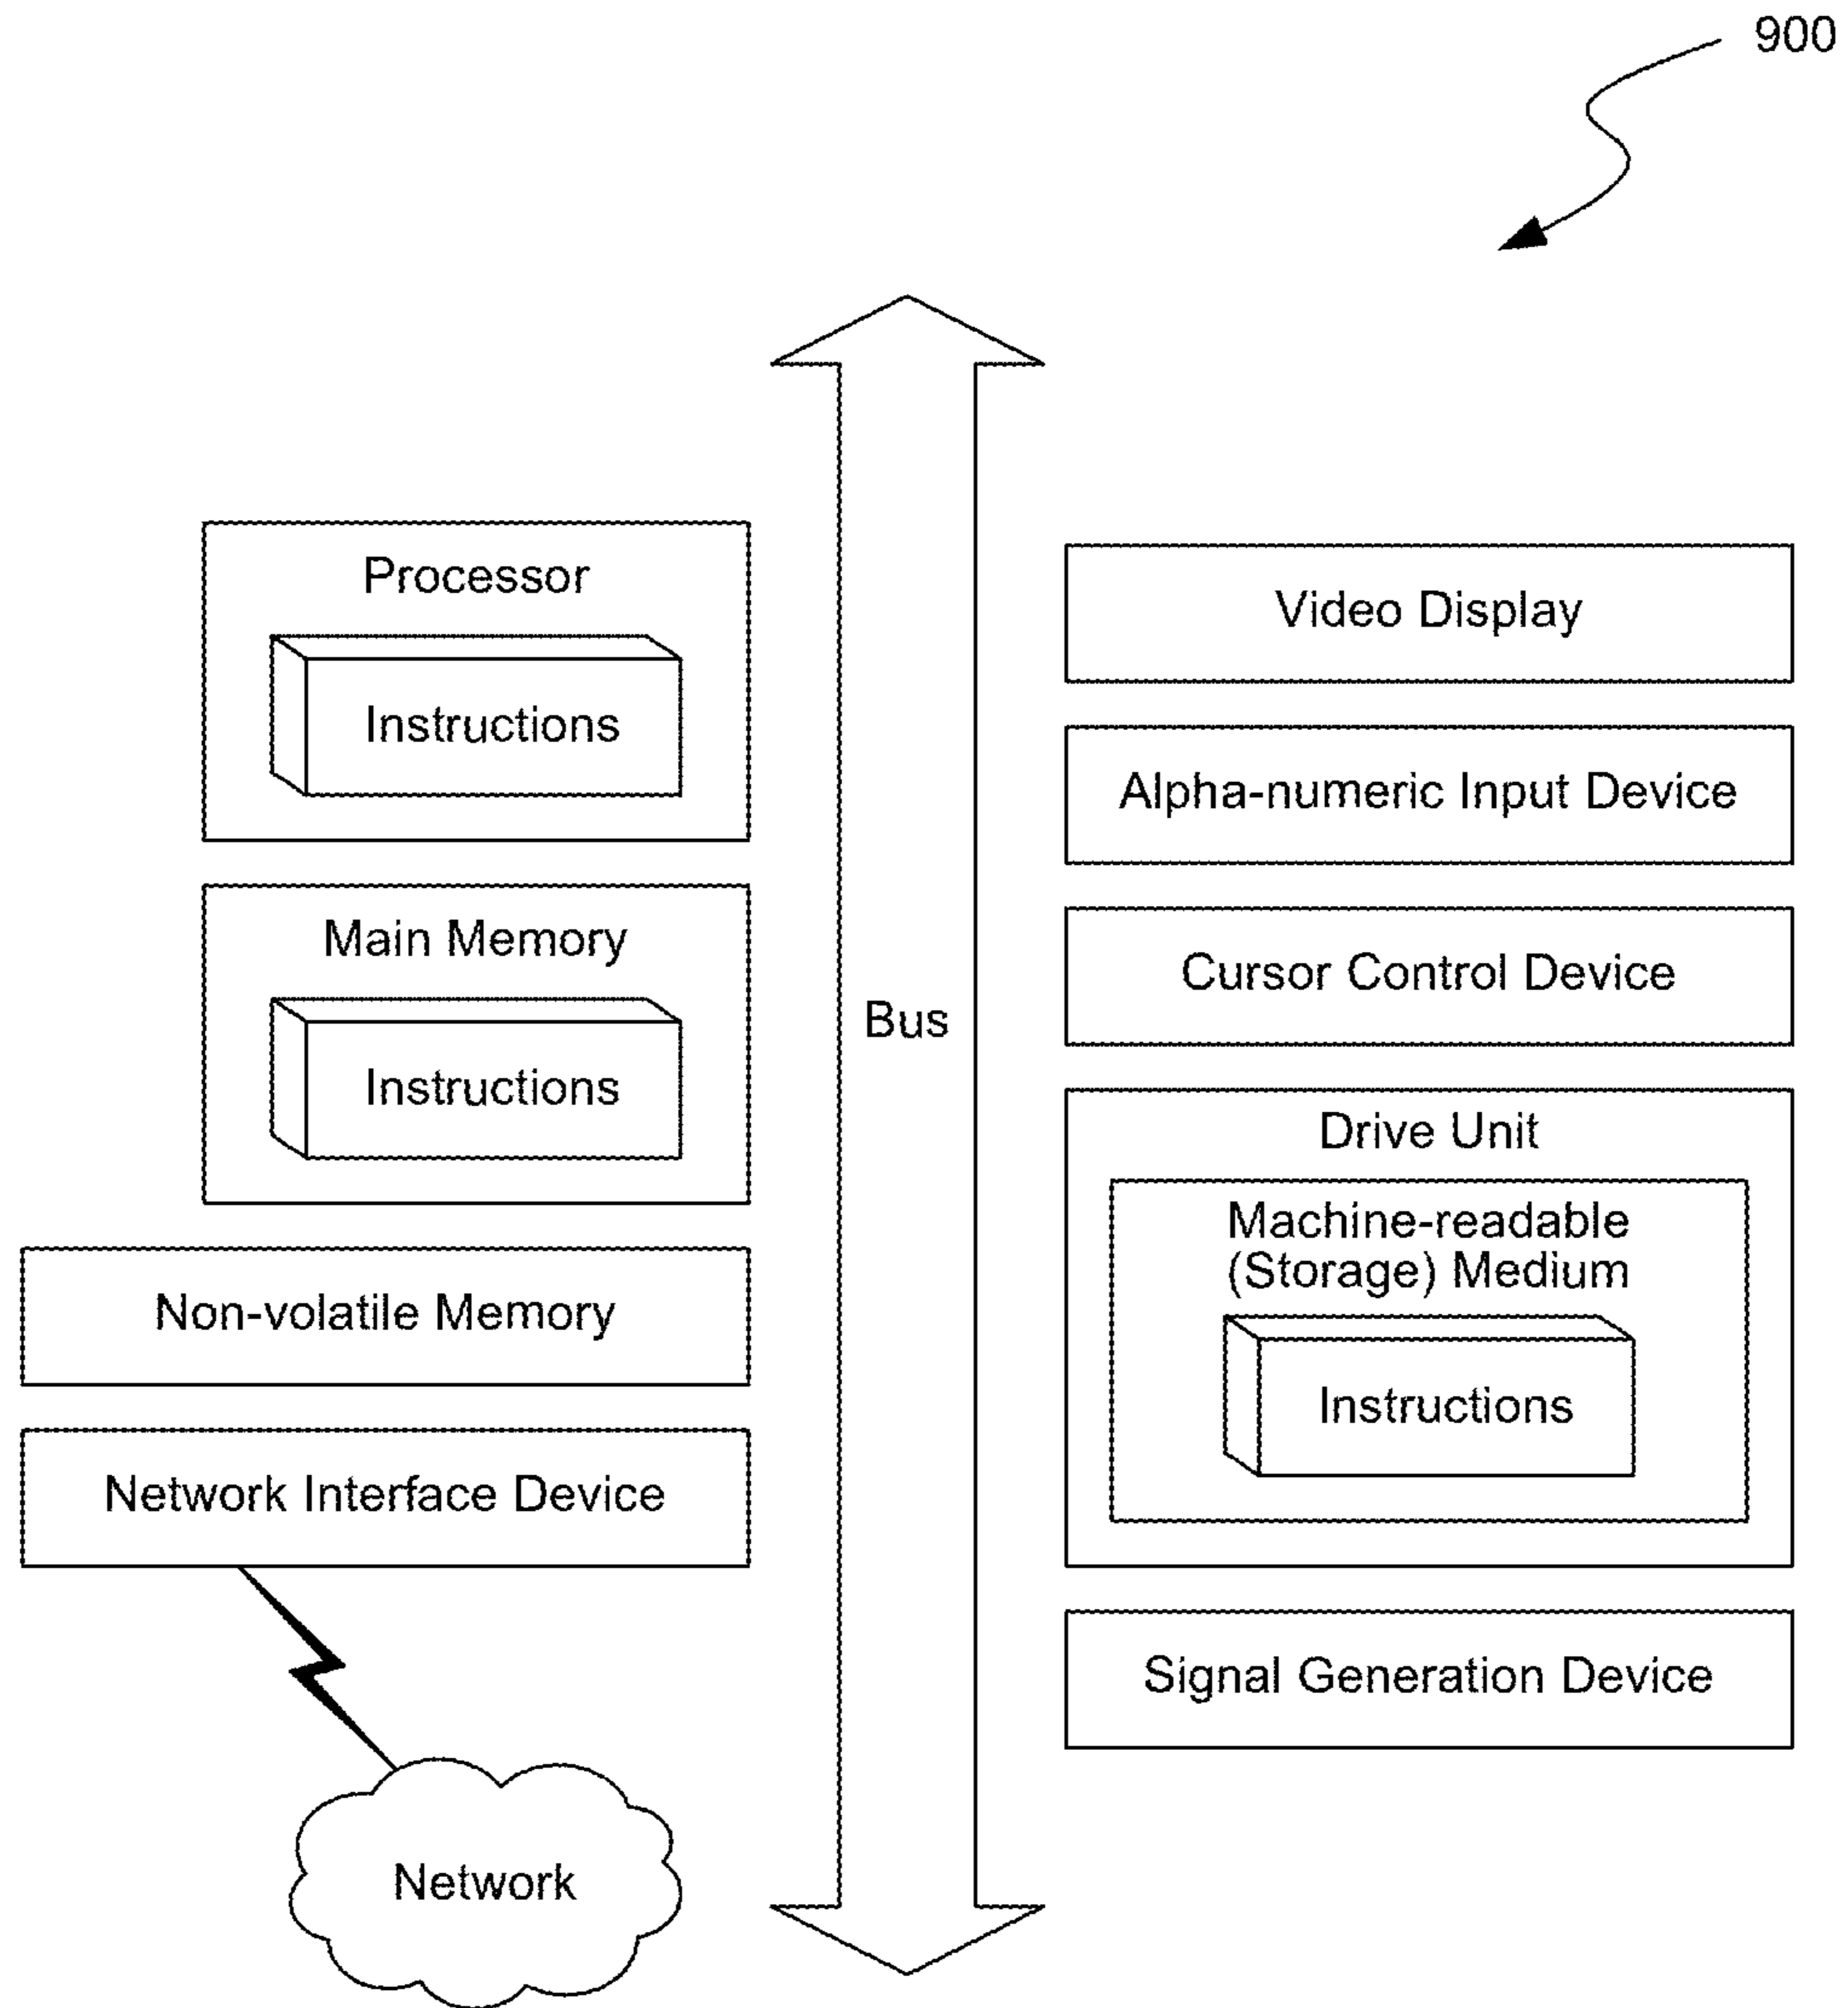 900
Processor
Instructions
Main Memory
Instructions
Non-volatile Memory
Network Interface Device
Network
Bus
Video Display
Alpha-numeric Input Device
Cursor Control Device
Drive Unit
Machine-readable
(Storage) Medium
Instructions
Signal Generation Device